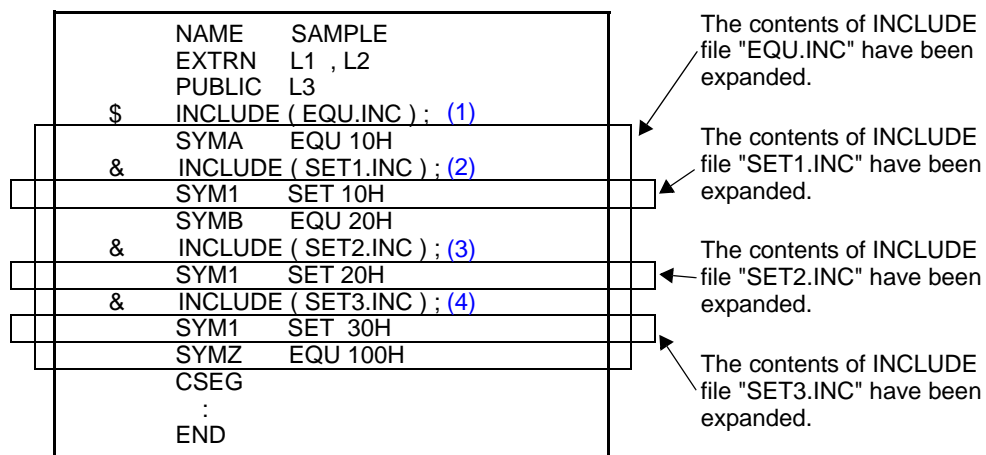 NAME SAMPLE
EXTRN L1 , L2
PUBLIC L3
$ INCLUDE ( EQU.INC ) ; (1)
SYMA EQU 10H
& INCLUDE ( SET1.INC ) ; (2)
SYM1 SET 10H
SYMB EQU 20H
& INCLUDE ( SET2.INC ) ; (3)
SYM1 SET 20H
& INCLUDE ( SET3.INC ) ; (4)
SYM1 SET 30H
SYMZ EQU 100H
CSEG
:
END
The contents of INCLUDE
file "EQU.INC" have been
expanded.
The contents of INCLUDE
file "SET1.INC" have been
expanded.
The contents of INCLUDE
file "SET2.INC" have been
expanded.
The contents of INCLUDE
file "SET3.INC" have been
expanded.